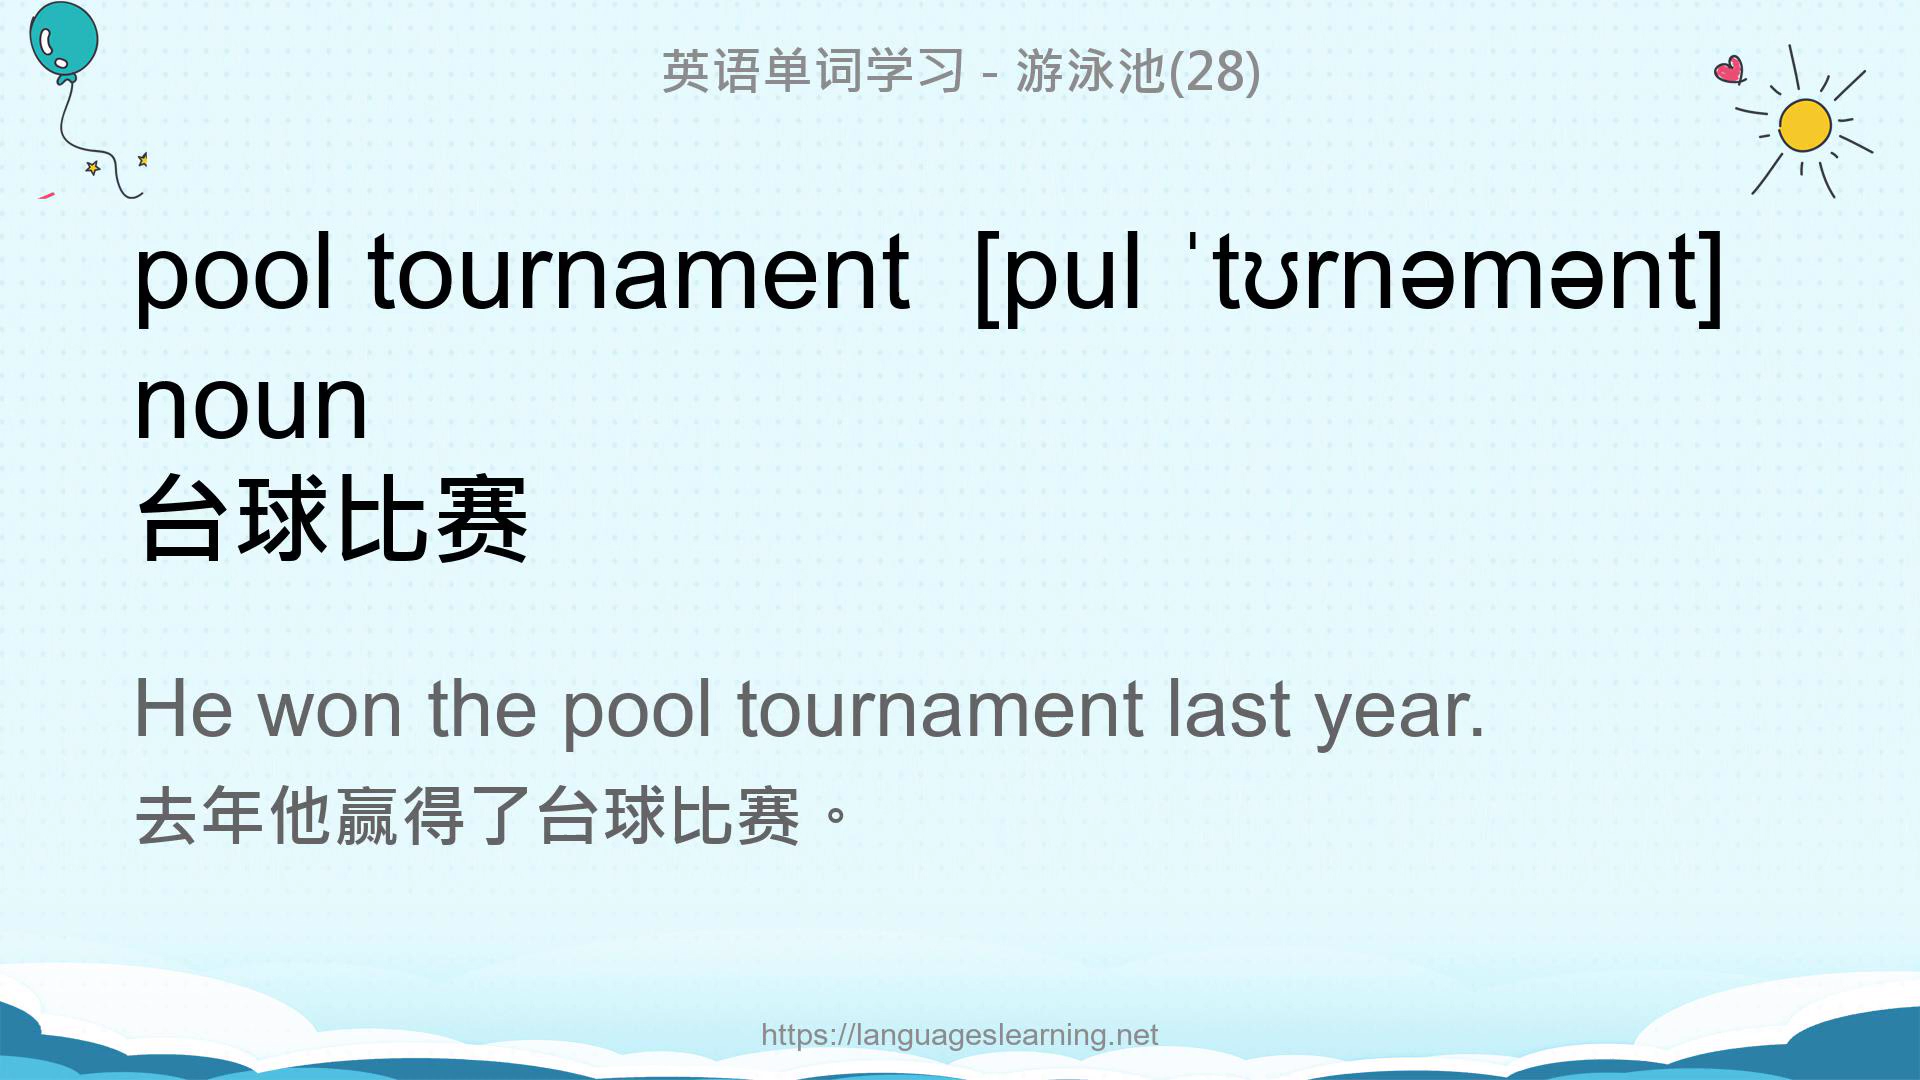 英语单词学习 - 游泳池(28)
pool tournament [pul ˈtʊrnəmənt]
noun
台球比赛
He won the pool tournament last year.
去年他赢得了台球比赛。
https://languageslearning.net